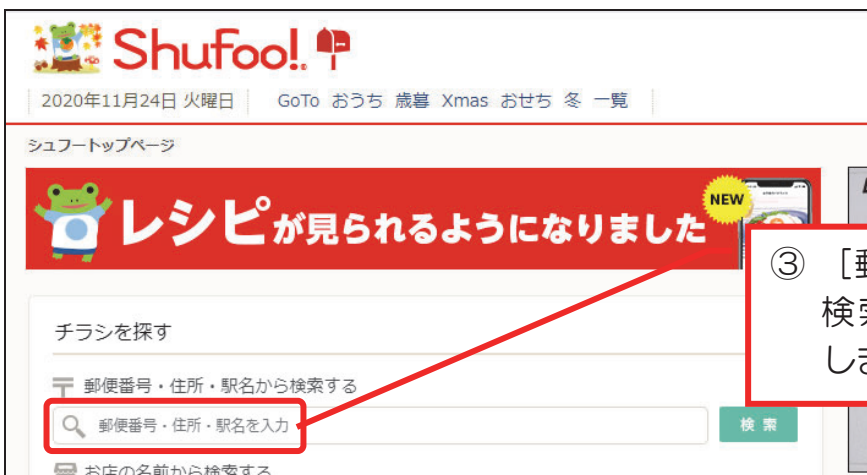 Shufoo!
2020年11月24日 火曜日 GoTo おうち 歳暮 Xmas おせち 冬 一覧
シュフートップページ
レシピが見られるようになりました
NEW
③ [郵
検索
しま
チラシを探す
〒 郵便番号・住所・駅名から検索する
郵便番号・住所・駅名を入力
検索
お店の名前から検索する